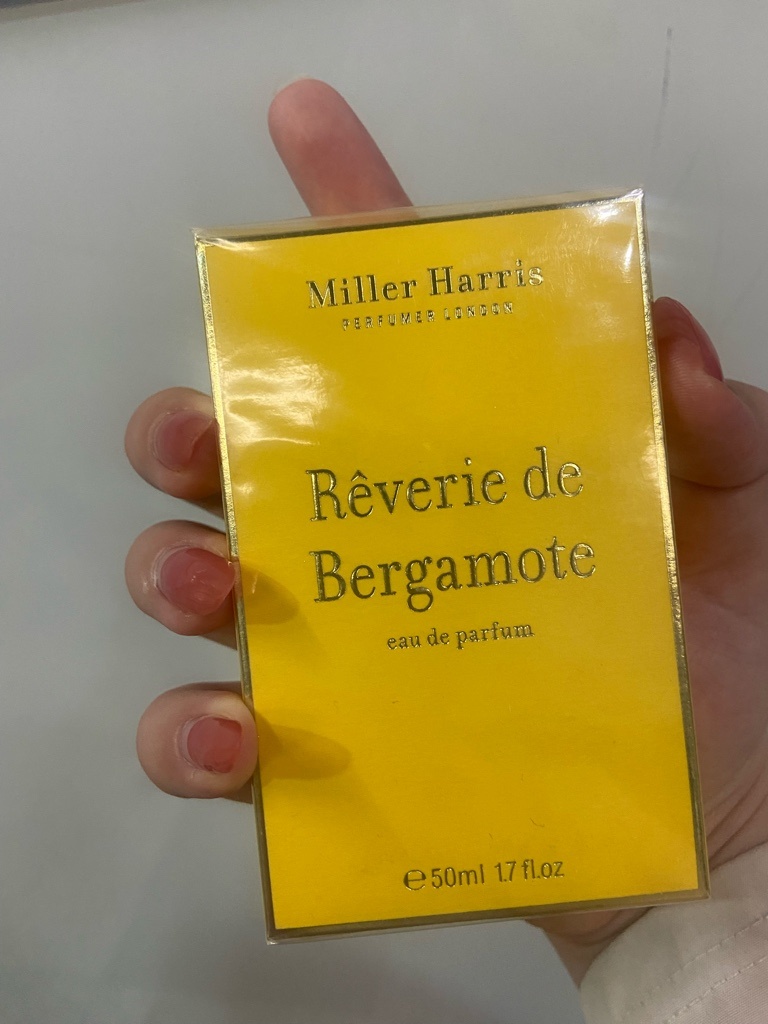 Miller Harris
PERFUMER LONDON
Rêverie de
Bergamote
eau de parfum
℮50ml 1.7 fl.oz